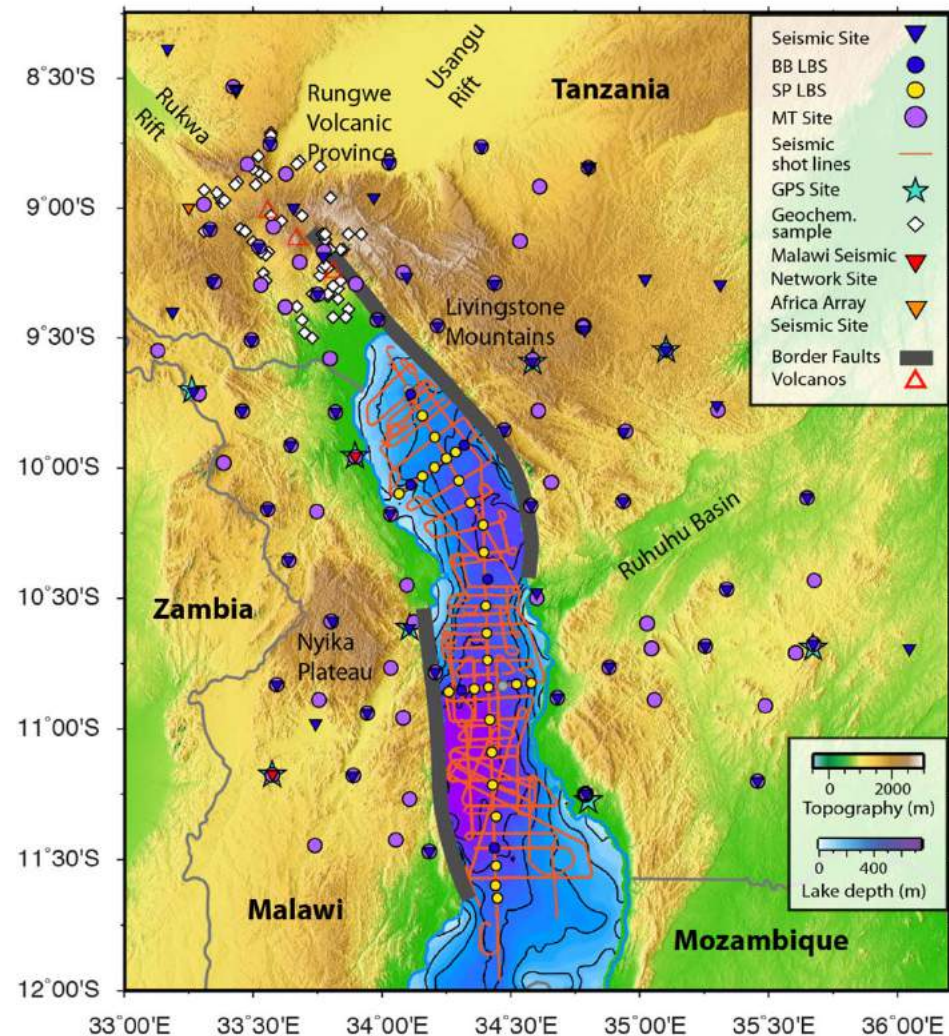 8°30'S
9°00'S
9°30'S
10°00'S
10°30'S
11°00'S
11°30'S
12°00'S
33°00'E
33°30'E
34°00'E
34°30'E
35°00'E
35°30'E
36°00'E
Rukwa
Rift
Rungwe
Volcanic
Province
Usangu
Rift
Tanzania
Livingstone
Mountains
Ruhuhu Basin
Zambia
Nyika
Plateau
Malawi
Mozambique
Seismic Site
BB LBS
SP LBS
MT Site
Seismic
shot lines
GPS Site
Geochem.
sample
Malawi Seismic
Network Site
Africa Array
Seismic Site
Border Faults
Volcanos
0 2000
Topography (m)
0 400
Lake depth (m)